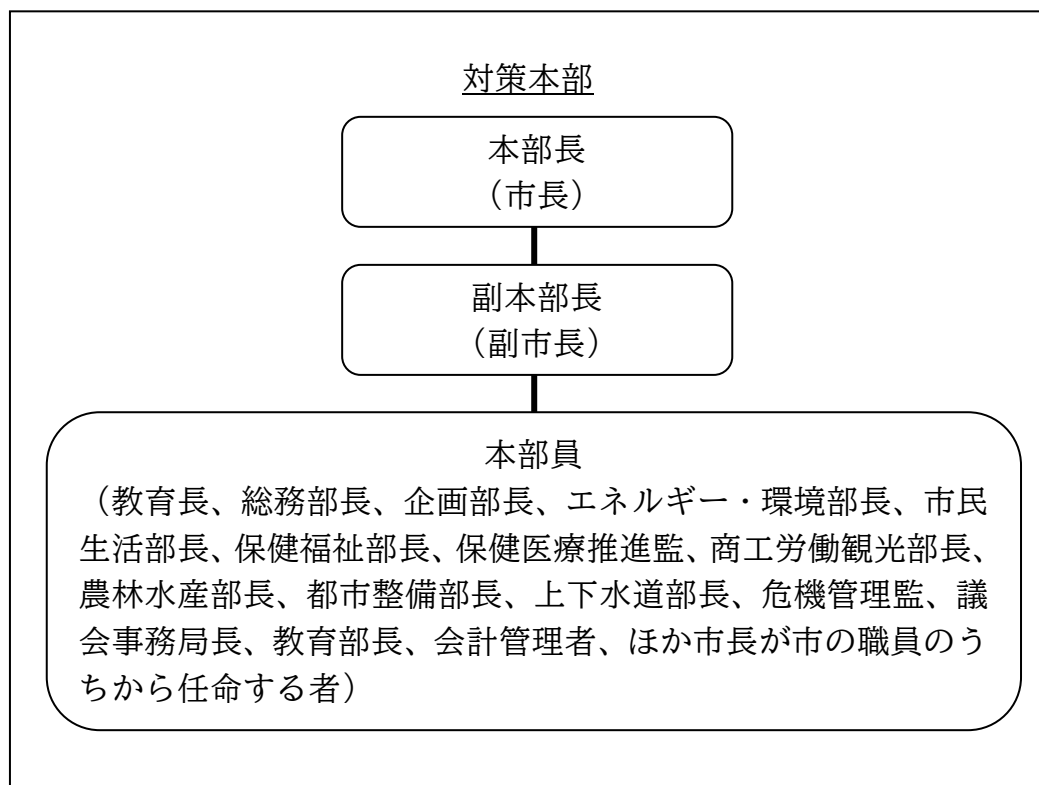 対策本部
本部長
（市長）
副本部長
（副市長）
本部員
（教育長、総務部長、企画部長、エネルギー・環境部長、市民
生活部長、保健福祉部長、保健医療推進監、商工労働観光部長、
農林水産部長、都市整備部長、上下水道部長、危機管理監、議
会事務局長、教育部長、会計管理者、ほか市長が市の職員のう
ちから任命する者）